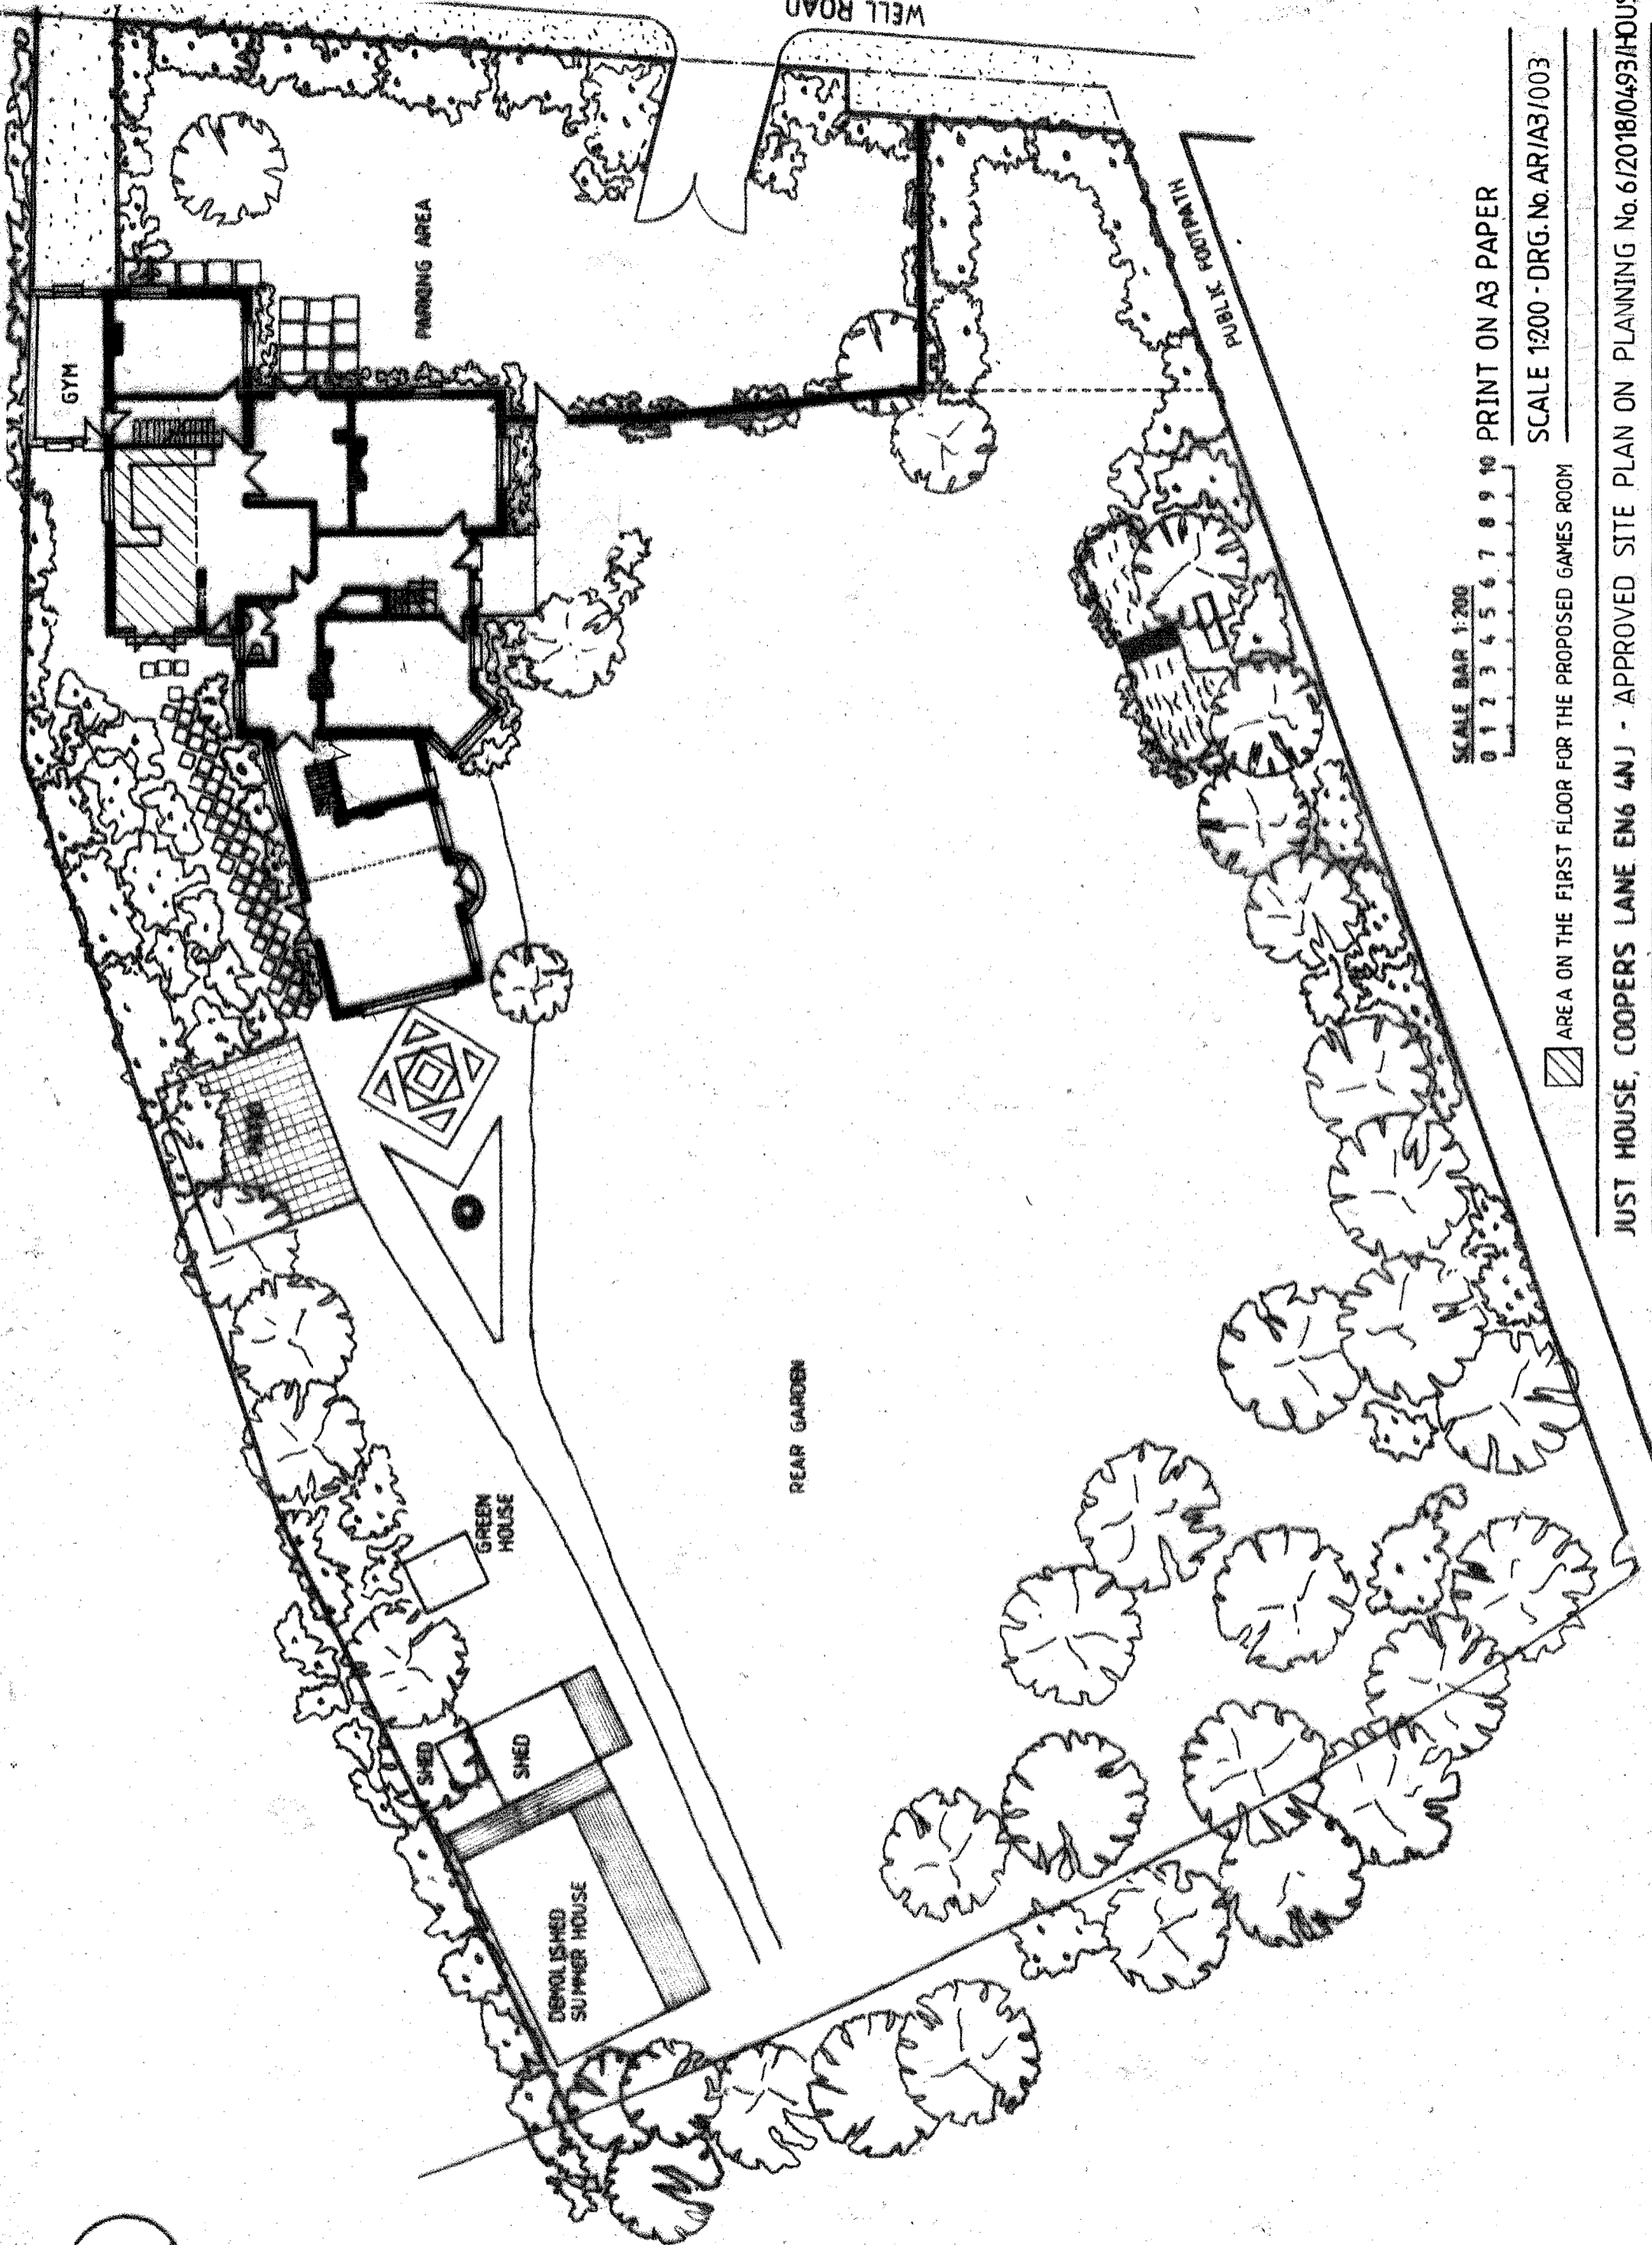 WELL ROAD
GYM
PARKING AREA
PUBLIC FOOTPATH
PATIO
GREEN
HOUSE
REAR GARDEN
SHED
SHED
DEMOLISHED
SUMMER HOUSE
SCALE BAR 1:200
0 1 2 3 4 5 6 7 8 9 10
PRINT ON A3 PAPER
SCALE 1:200 - DRG. No. AR/A3/003
AREA ON THE FIRST FLOOR FOR THE PROPOSED GAMES ROOM
JUST HOUSE, COOPERS LANE EN6 4NJ - APPROVED SITE PLAN ON PLANNING No. 6/2018/0493/HOUS